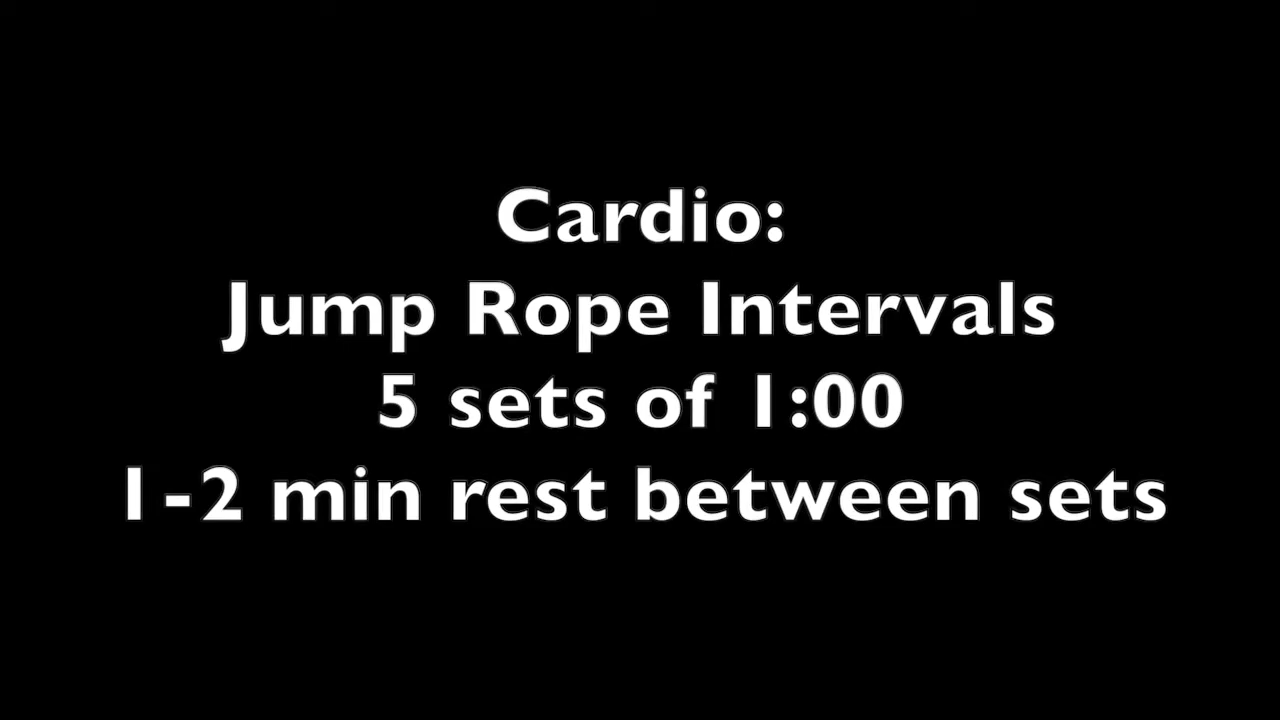 Cardio:
Jump Rope Intervals
5 sets of 1:00
1-2 min rest between sets